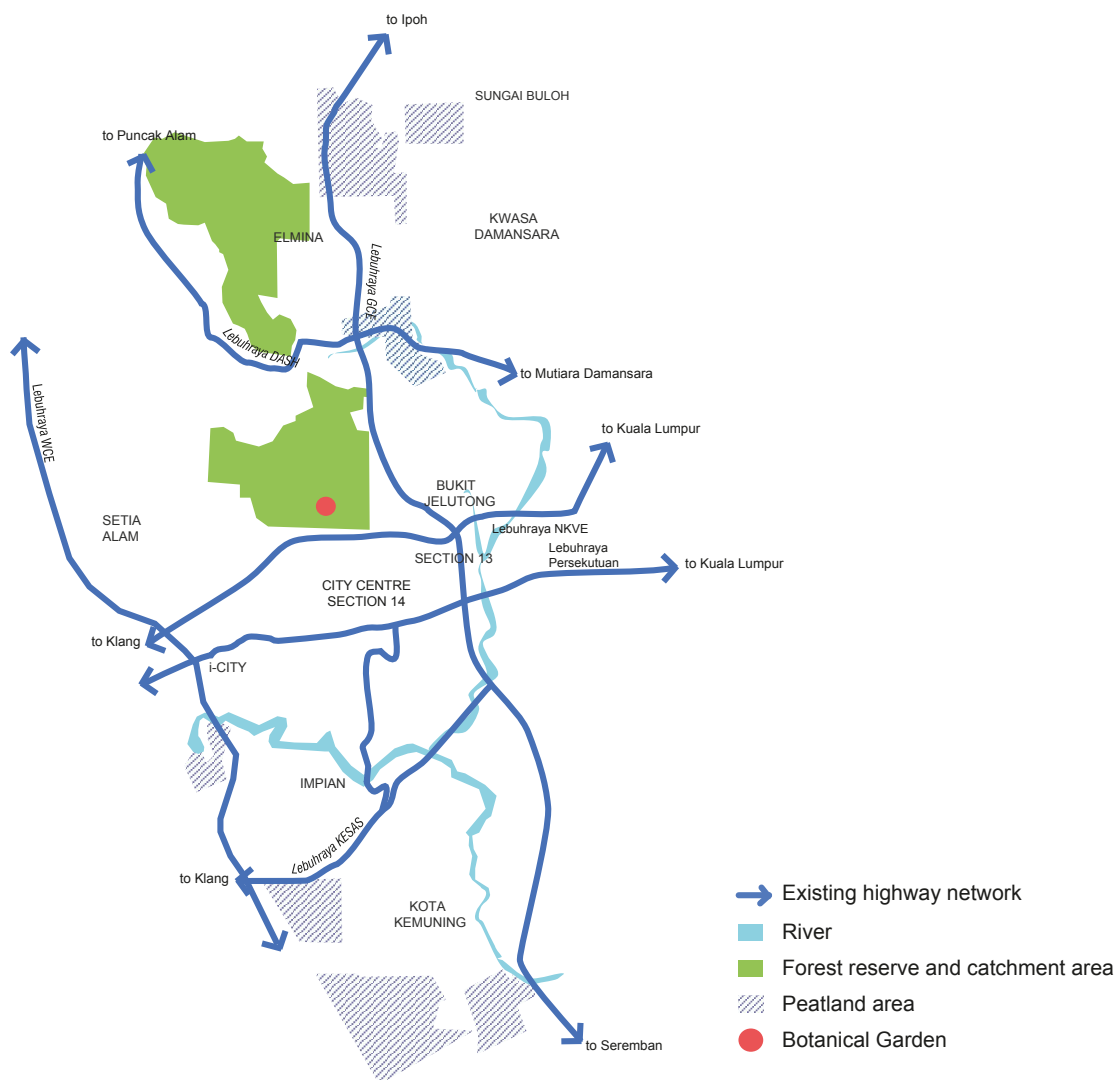 to Ipoh
SUNGAI BULOH
to Puncak Alam
KWASA
DAMANSARA
ELMINA
Lebuhraya GCE
Lebuhraya DASH
to Mutiara Damansara
Lebuhraya WCE
to Kuala Lumpur
BUKIT
JELUTONG
SETIA
ALAM
Lebuhraya NKVE
Lebuhraya
Persekutuan
SECTION 13
to Kuala Lumpur
CITY CENTRE
SECTION 14
to Klang
i-CITY
IMPIAN
Lebuhraya KESAS
to Klang
KOTA
KEMUNING
to Seremban
Existing highway network
River
Forest reserve and catchment area
Peatland area
Botanical Garden